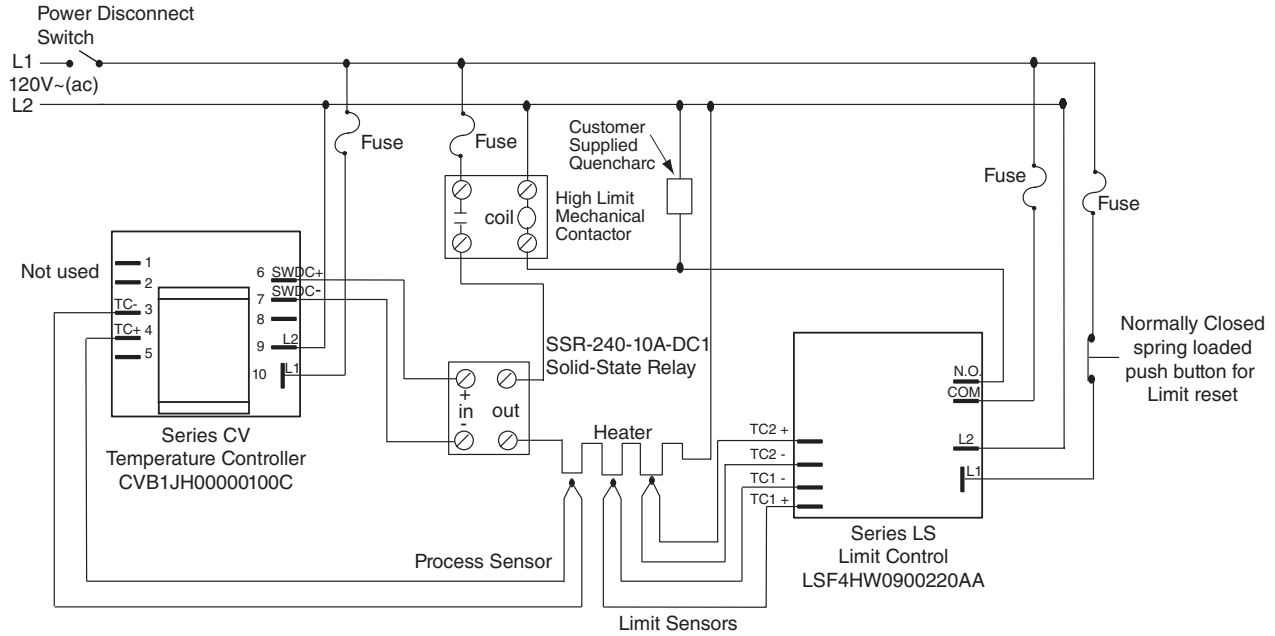 Power Disconnect
Switch
L1
120V~(ac)
L2
Fuse
Fuse
Customer
Supplied
Quencharc
Fuse
Fuse
coil
High Limit
Mechanical
Contactor
Not used
1
2
TC- 3
TC+ 4
5
6 SWDC+
7 SWDC-
8
9 L2
10 L1
Series CV
Temperature Controller
CVB1JH00000100C
SSR-240-10A-DC1
Solid-State Relay
+
in
-
out
Heater
Process Sensor
Limit Sensors
TC2 +
TC2 -
TC1 -
TC1 +
N.O.
COM
L2
L1
Series LS
Limit Control
LSF4HW0900220AA
Normally Closed
spring loaded
push button for
Limit reset